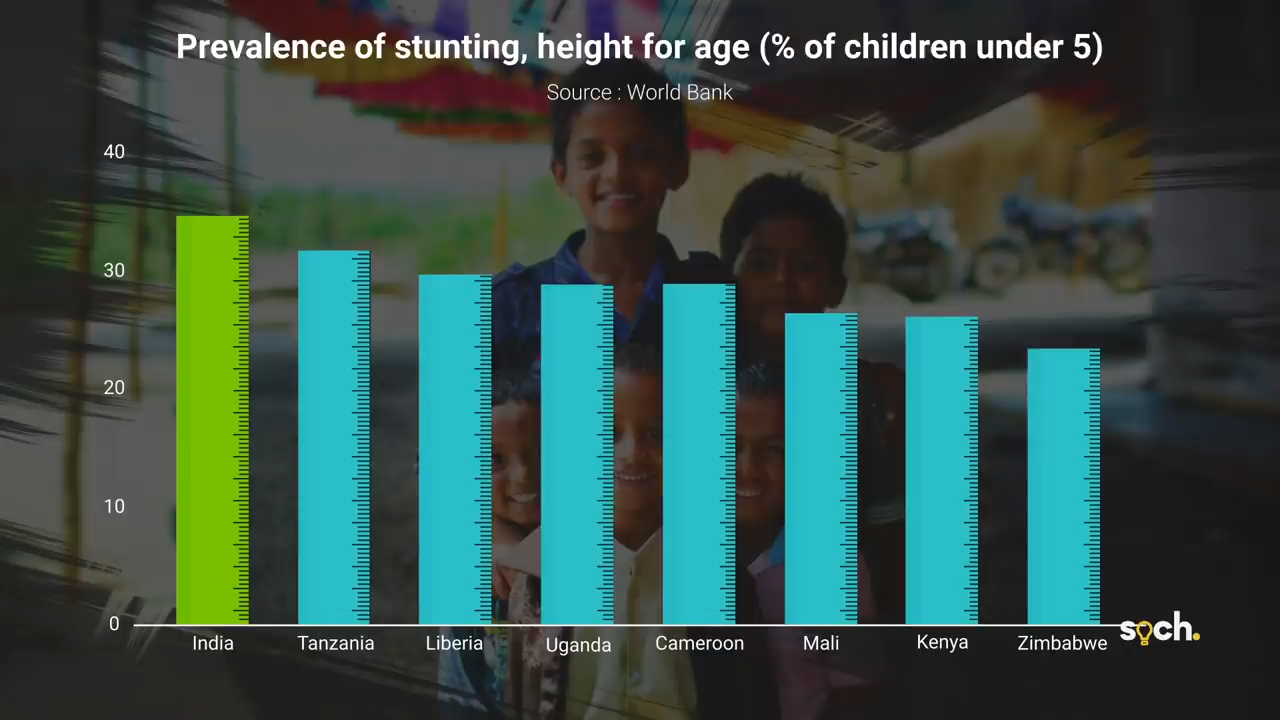 Prevalence of stunting, height for age (% of children under 5)
Source : World Bank
40
30
20
10
0
India Tanzania Liberia Uganda Cameroon Mali Kenya Zimbabwe
soch.